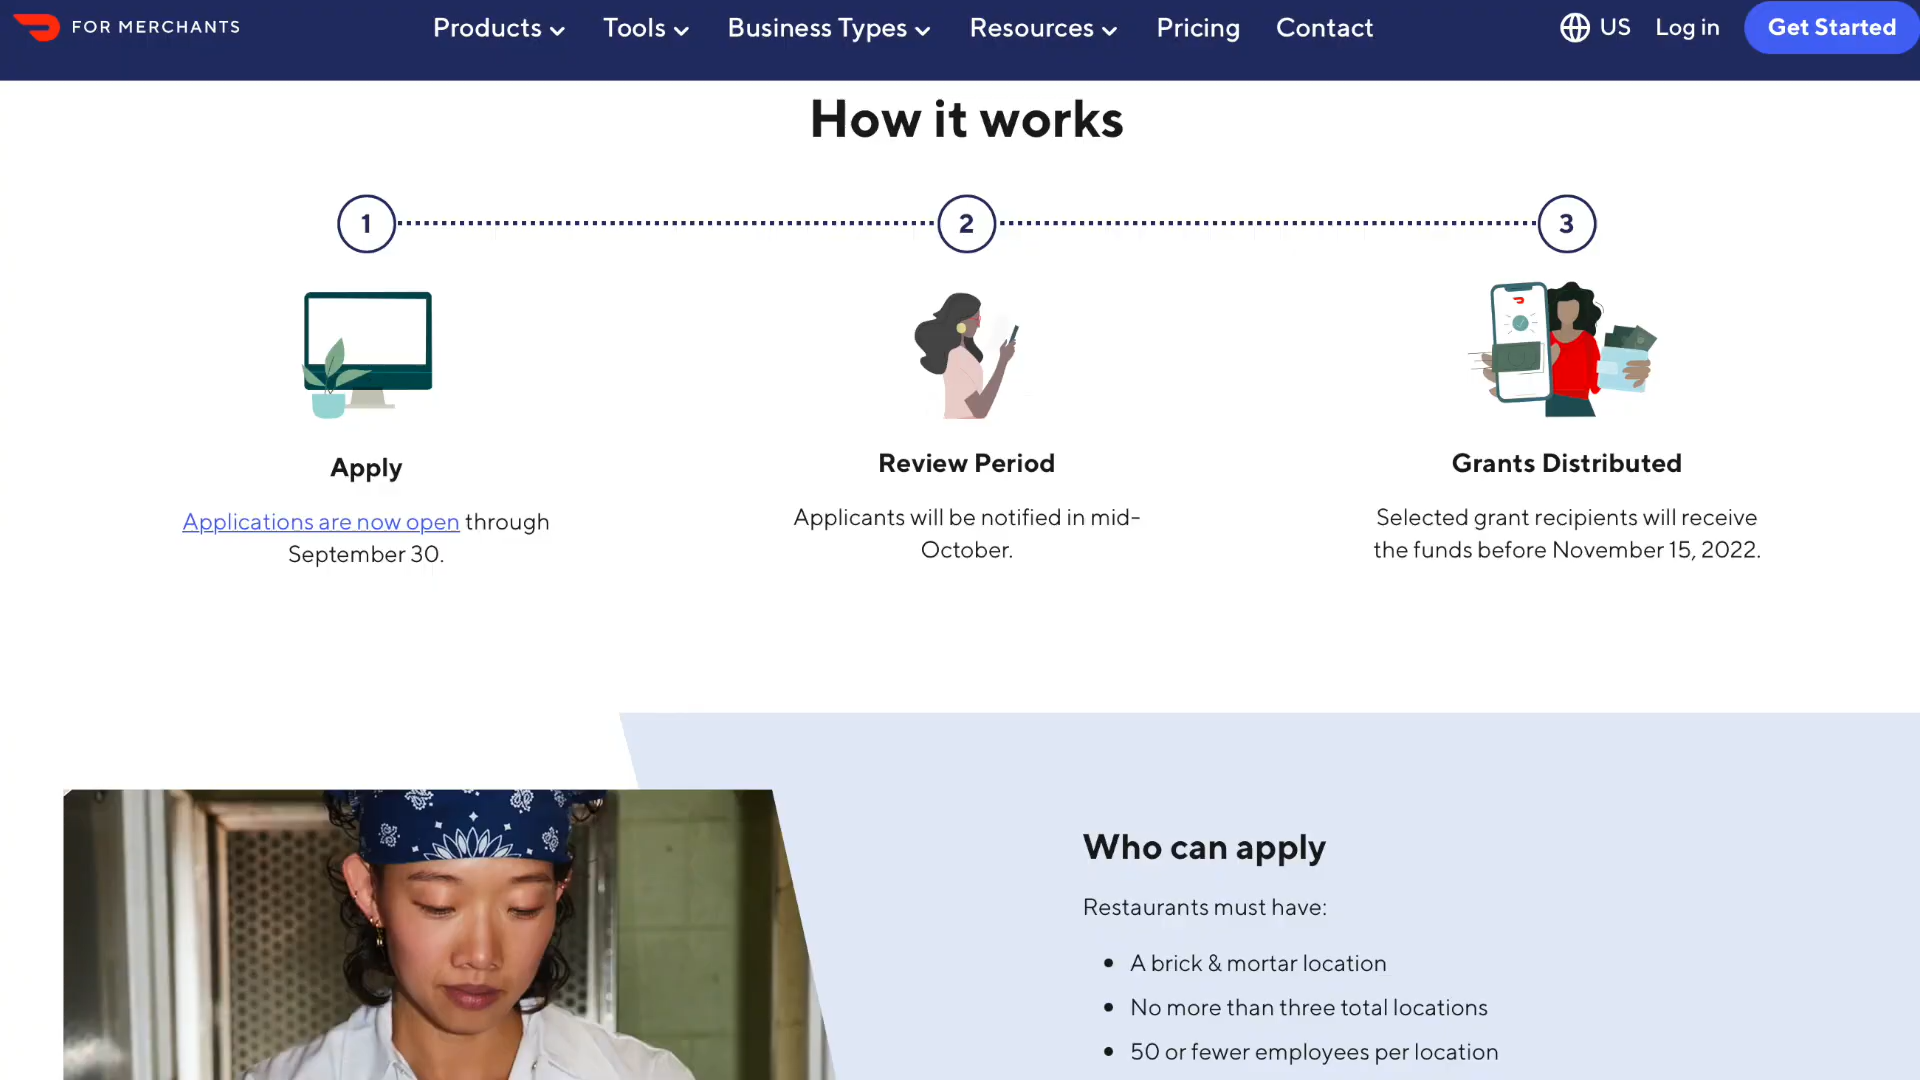 FOR MERCHANTS
Products
Tools
Business Types
Resources
Pricing
Contact
US
Log in
Get Started
How it works
1
2
3
Apply
Applications are now open through
September 30.
Review Period
Applicants will be notified in mid-
October.
Grants Distributed
Selected grant recipients will receive
the funds before November 15, 2022.
Who can apply
Restaurants must have:
• A brick & mortar location
• No more than three total locations
• 50 or fewer employees per location